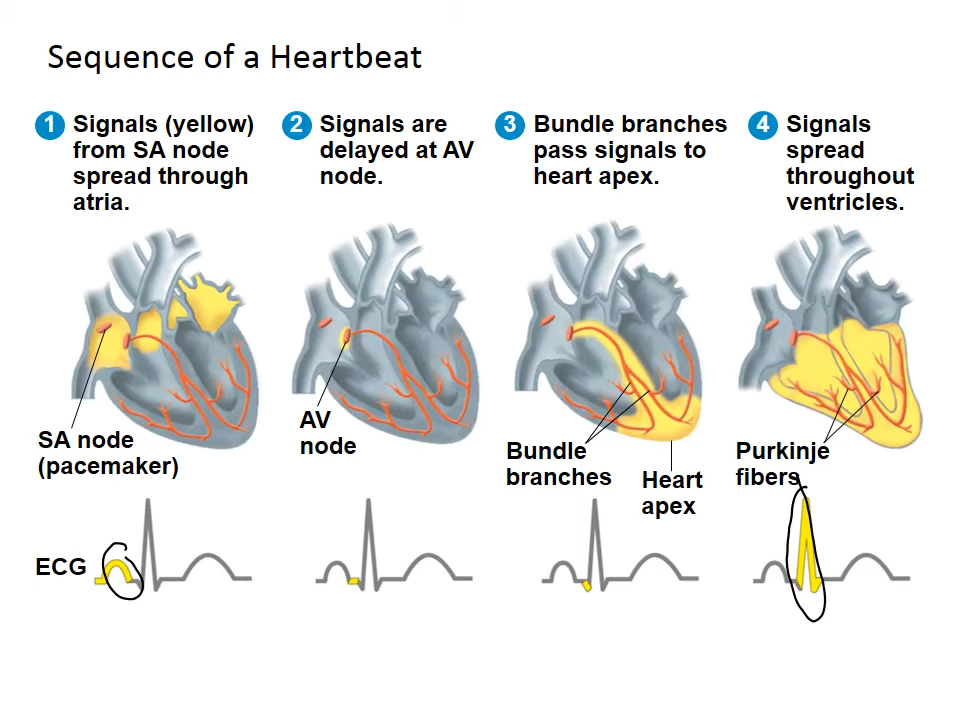 Sequence of a Heartbeat
1 Signals (yellow)
from SA node
spread through
atria.
2 Signals are
delayed at AV
node.
3 Bundle branches
pass signals to
heart apex.
4 Signals
spread
throughout
ventricles.
SA node
(pacemaker)
AV
node
Bundle
branches
Heart
apex
Purkinje
fibers
ECG